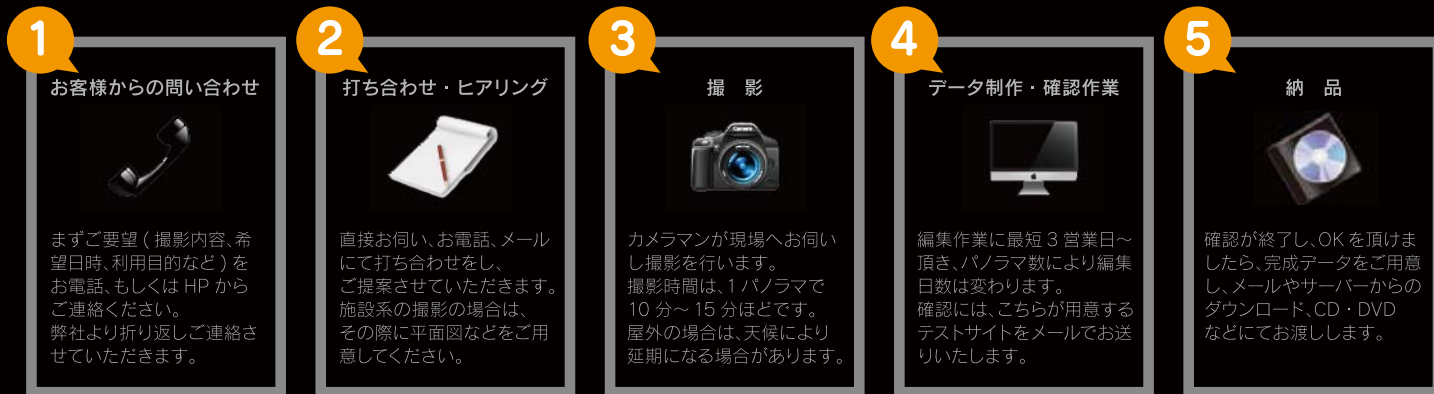 1
お客様からの問い合わせ
まずご要望 ( 撮影内容、希
望日時、利用目的など ) を
お電話、もしくは HP から
ご連絡ください。
弊社より折り返しご連絡さ
せていただきます。
2
打ち合わせ・ヒアリング
直接お伺い、お電話、メール
にて打ち合わせをし、
ご提案させていただきます。
施設系の撮影の場合は、
その際に平面図などをご用
意してください。
3
撮　影
Camera
カメラマンが現場へお伺い
し撮影を行います。
撮影時間は、1 パノラマで
10 分〜 15 分ほどです。
屋外の場合は、天候により
延期になる場合があります。
4
データ制作・確認作業
編集作業に最短 3 営業日〜
頂き、パノラマ数により編集
日数は変わります。
確認には、こちらが用意する
テストサイトをメールでお送
りいたします。
5
納　品
確認が終了し、OK を頂けま
したら、完成データをご用意
し、メールやサーバーからの
ダウンロード、CD・DVD
などにてお渡しします。